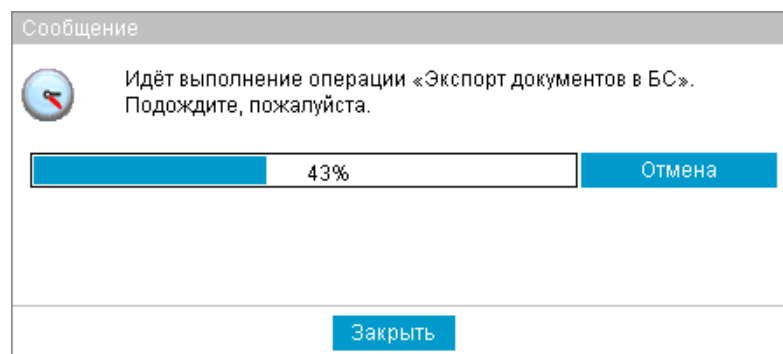 Сообщение
Идёт выполнение операции «Экспорт документов в БС».
Подождите, пожалуйста.
43%
Отмена
Закрыть